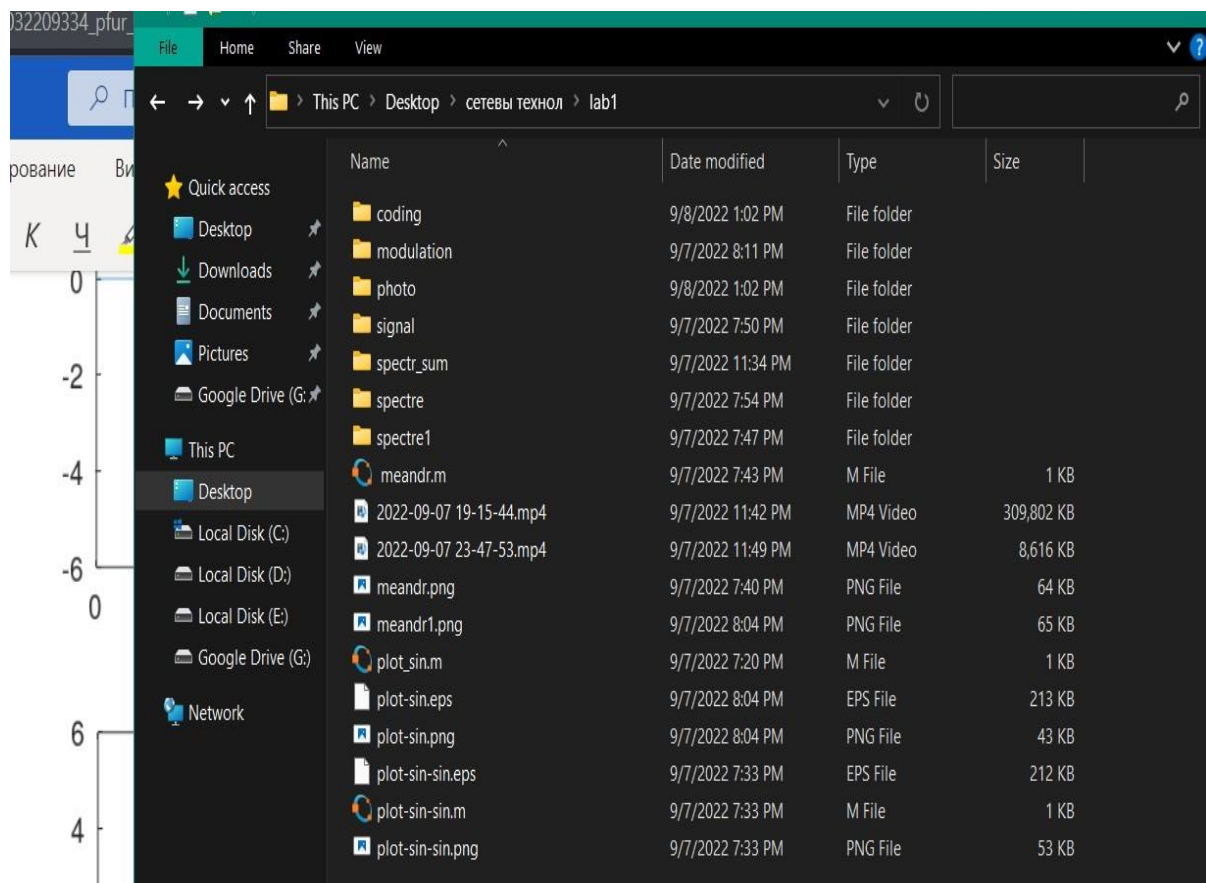 032209334_pfur_
File Home Share View
This PC > Desktop > сетевы технол > lab1
рование Ви
К Ч
0
-2
-4
-6
0
6
4
Quick access
Desktop
Downloads
Documents
Pictures
Google Drive (G:
This PC
Desktop
Local Disk (C:)
Local Disk (D:)
Local Disk (E:)
Google Drive (G:)
Network
Name Date modified Type Size
coding 9/8/2022 1:02 PM File folder
modulation 9/7/2022 8:11 PM File folder
photo 9/8/2022 1:02 PM File folder
signal 9/7/2022 7:50 PM File folder
spectr_sum 9/7/2022 11:34 PM File folder
spectre 9/7/2022 7:54 PM File folder
spectre1 9/7/2022 7:47 PM File folder
meandr.m 9/7/2022 7:43 PM M File 1 KB
2022-09-07 19-15-44.mp4 9/7/2022 11:42 PM MP4 Video 309,802 KB
2022-09-07 23-47-53.mp4 9/7/2022 11:49 PM MP4 Video 8,616 KB
meandr.png 9/7/2022 7:40 PM PNG File 64 KB
meandr1.png 9/7/2022 8:04 PM PNG File 65 KB
plot_sin.m 9/7/2022 7:20 PM M File 1 KB
plot-sin.eps 9/7/2022 8:04 PM EPS File 213 KB
plot-sin.png 9/7/2022 8:04 PM PNG File 43 KB
plot-sin-sin.eps 9/7/2022 7:33 PM EPS File 212 KB
plot-sin-sin.m 9/7/2022 7:33 PM M File 1 KB
plot-sin-sin.png 9/7/2022 7:33 PM PNG File 53 KB